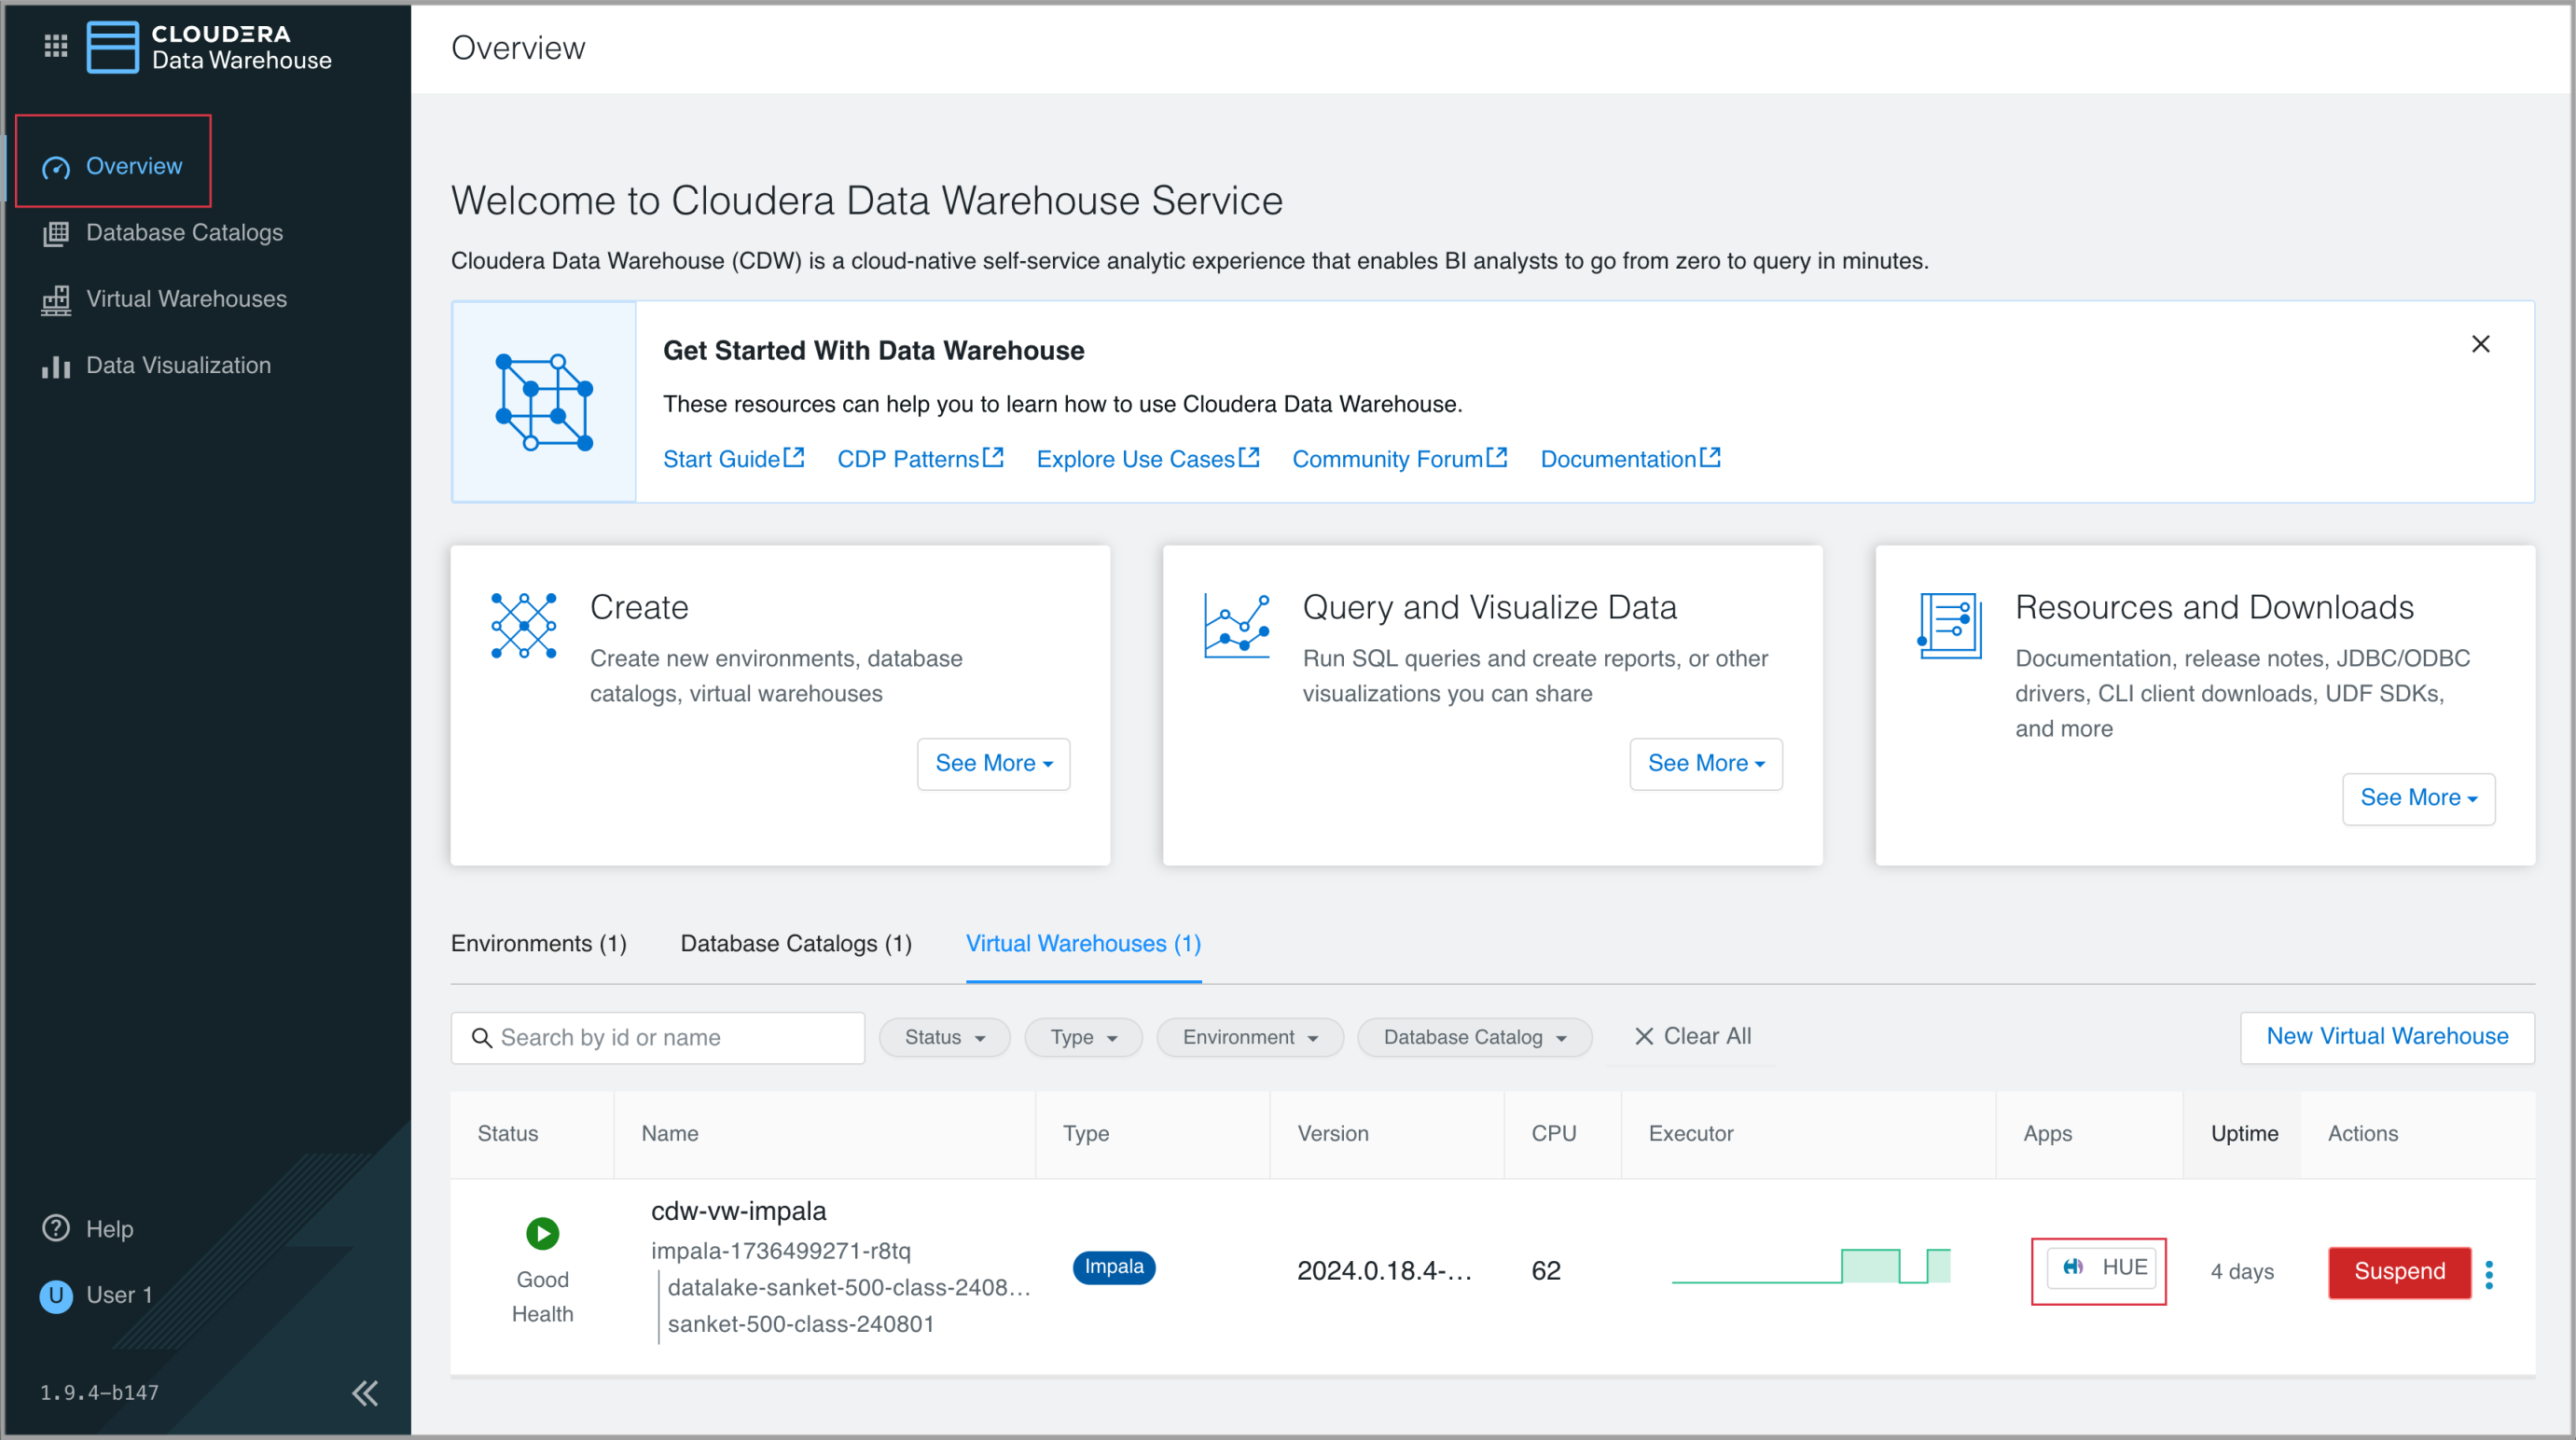 CLOUDERA
Data Warehouse
Overview
Database Catalogs
Virtual Warehouses
Data Visualization
Help
U
User 1
1.9.4-b147
Overview
Welcome to Cloudera Data Warehouse Service
Cloudera Data Warehouse (CDW) is a cloud-native self-service analytic experience that enables BI analysts to go from zero to query in minutes.
Get Started With Data Warehouse
These resources can help you to learn how to use Cloudera Data Warehouse.
Start Guide CDP Patterns Explore Use Cases Community Forum Documentation
Create
Create new environments, database
catalogs, virtual warehouses
See More
Query and Visualize Data
Run SQL queries and create reports, or other
visualizations you can share
See More
Resources and Downloads
Documentation, release notes, JDBC/ODBC
drivers, CLI client downloads, UDF SDKs,
and more
See More
Environments (1) Database Catalogs (1) Virtual Warehouses (1)
Search by id or name Status Type Environment Database Catalog Clear All New Virtual Warehouse
Status Name Type Version CPU Executor Apps Uptime Actions
Good
Health
cdw-vw-impala
impala-1736499271-r8tq
datalake-sanket-500-class-2408...
sanket-500-class-240801
Impala
2024.0.18.4-...
62
HUE
4 days
Suspend